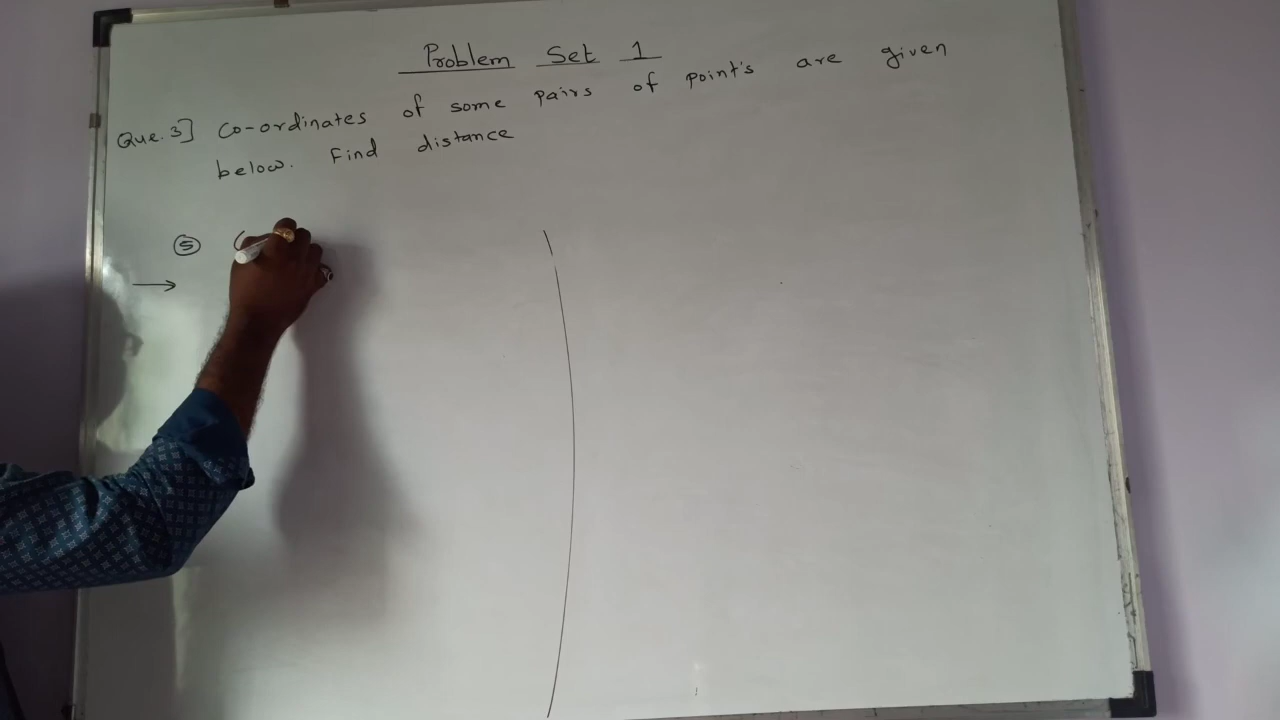 Problem Set 1
Que. 3] Co-ordinates of some pairs of point's are given
below. Find distance
⑤ (
→